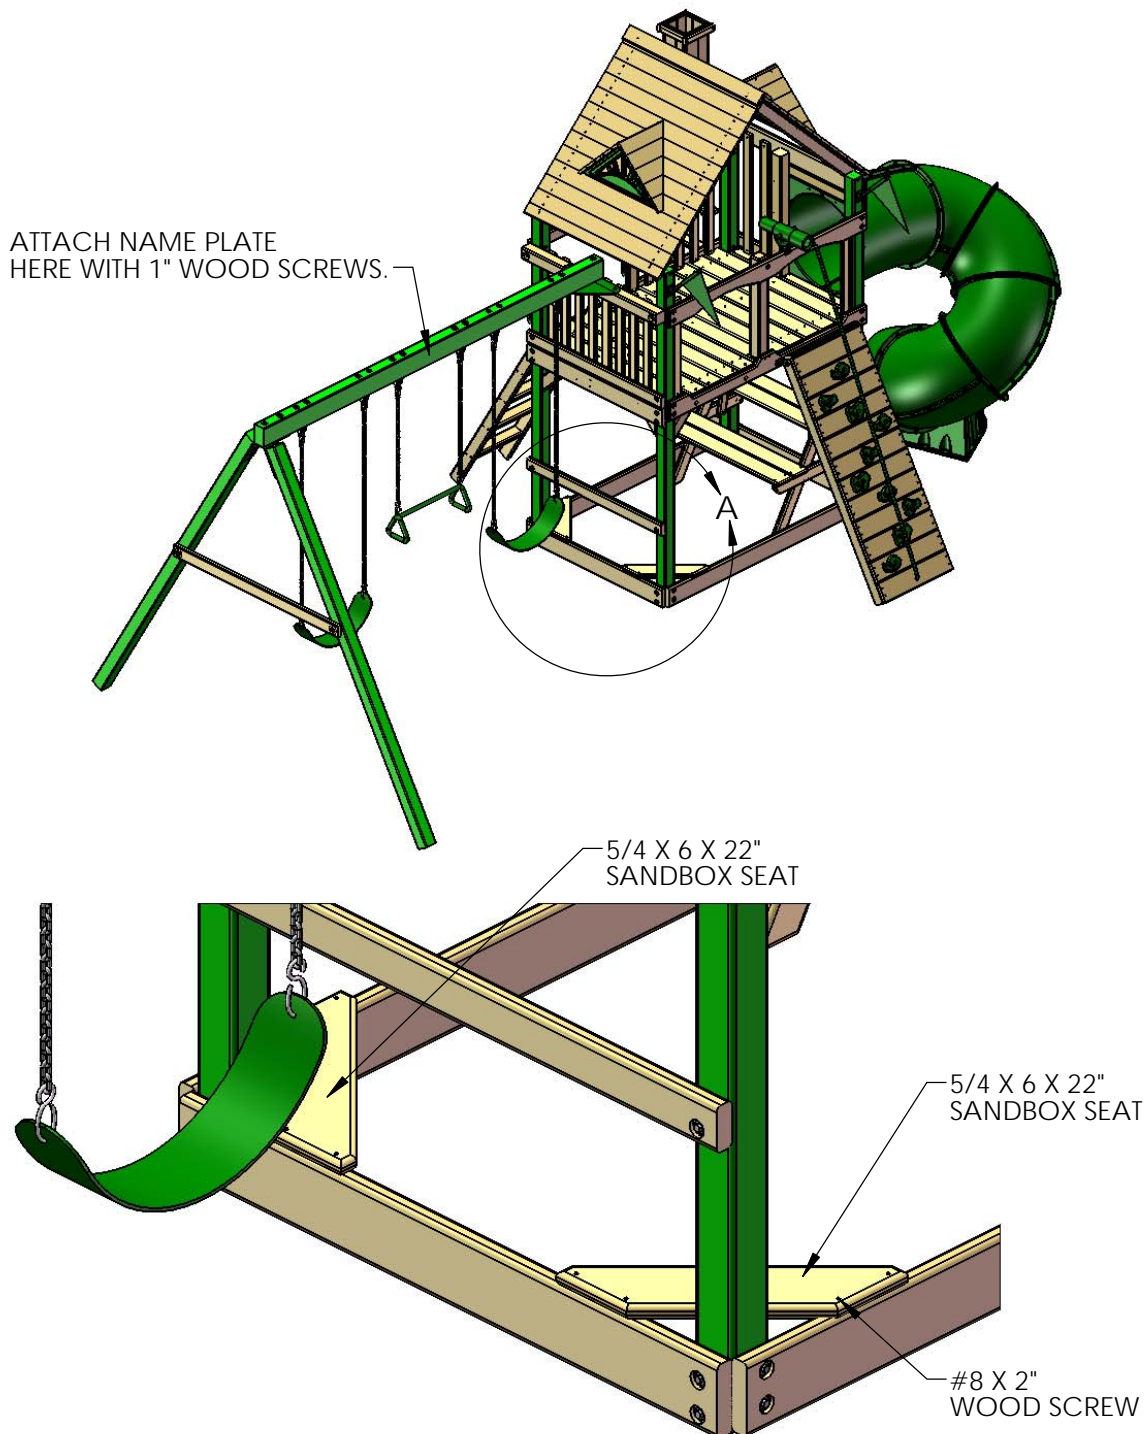 ATTACH NAME PLATE
HERE WITH 1" WOOD SCREWS.
A
5/4 X 6 X 22"
SANDBOX SEAT
5/4 X 6 X 22"
SANDBOX SEAT
#8 X 2"
WOOD SCREW